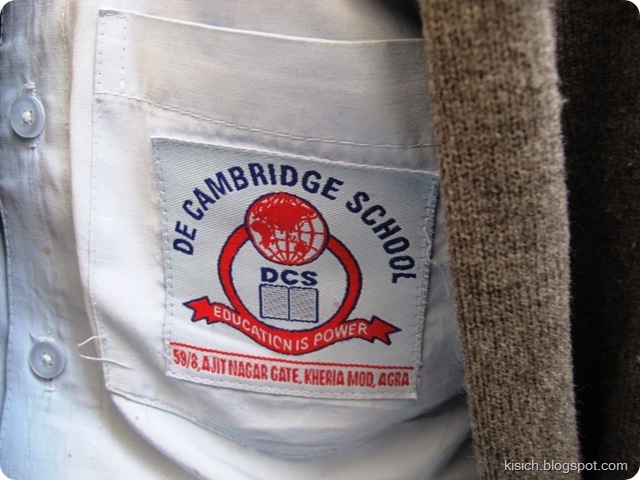 DE CAMBRIDGE SCHOOL
DCS
EDUCATION IS POWER
59/8, AJIT NAGAR GATE, KHERIA MOD, AGRA
kisich.blogspot.com